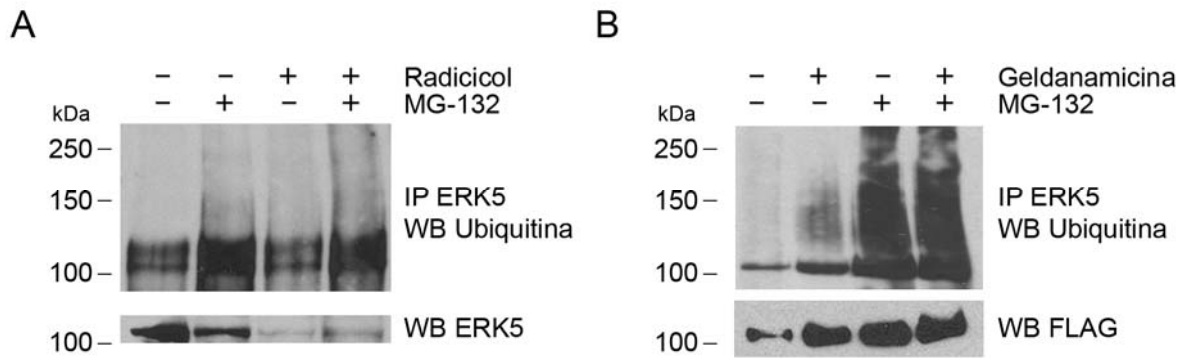 A
− − + + Radicicol
− + − + MG-132
kDa
250 –
150 –
100 –
IP ERK5
WB Ubiquitina
100 –
WB ERK5
B
− + − + Geldanamicina
− − + + MG-132
kDa
250 –
150 –
100 –
IP ERK5
WB Ubiquitina
100 –
WB FLAG